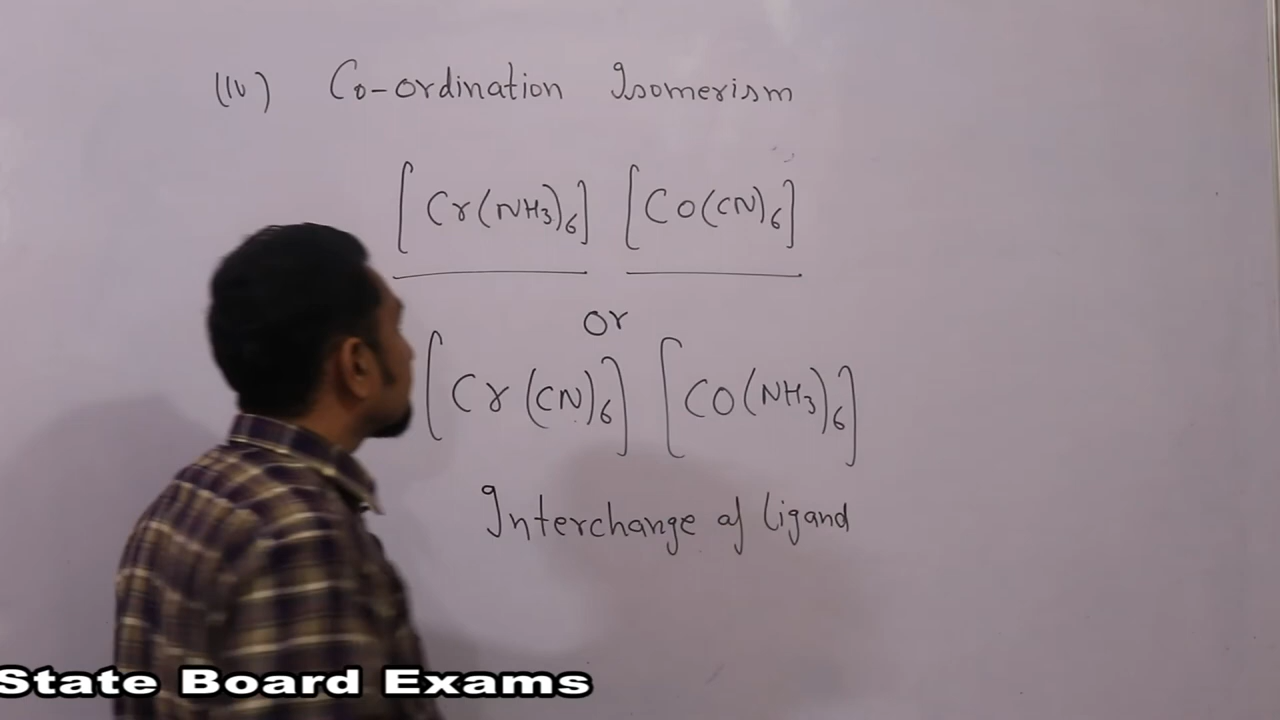 (IV) Co-ordination Isomerism
[Cr(NH3)6] [Co(CN)6]
or
[Cr(CN)6] [CO(NH3)6]
Interchange of ligand
State Board Exams